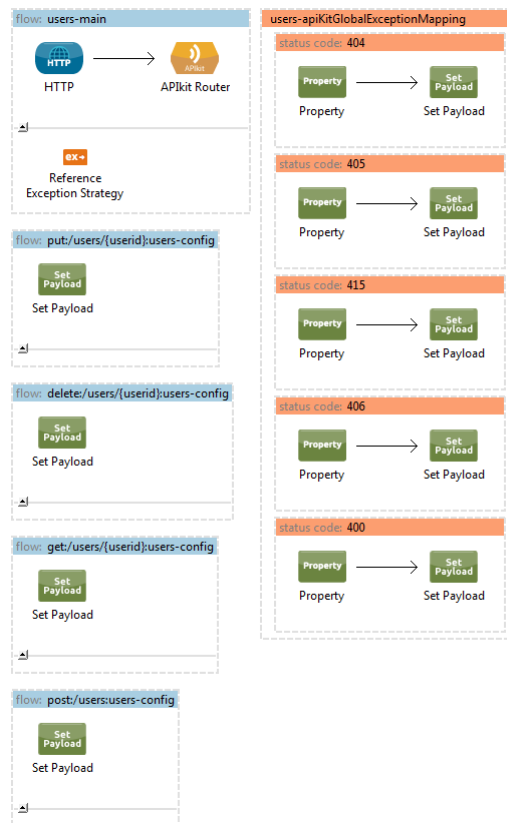 flow: users-main
HTTP
APIkit
HTTP
APIkit Router
ex
Reference
Exception Strategy
flow: put:/users/{userid}:users-config
Set
Payload
Set Payload
flow: delete:/users/{userid}:users-config
Set
Payload
Set Payload
flow: get:/users/{userid}:users-config
Set
Payload
Set Payload
flow: post:/users:users-config
Set
Payload
Set Payload
users-apiKitGlobalExceptionMapping
status code: 404
Property
Set
Payload
Property
Set Payload
status code: 405
Property
Set
Payload
Property
Set Payload
status code: 415
Property
Set
Payload
Property
Set Payload
status code: 406
Property
Set
Payload
Property
Set Payload
status code: 400
Property
Set
Payload
Property
Set Payload